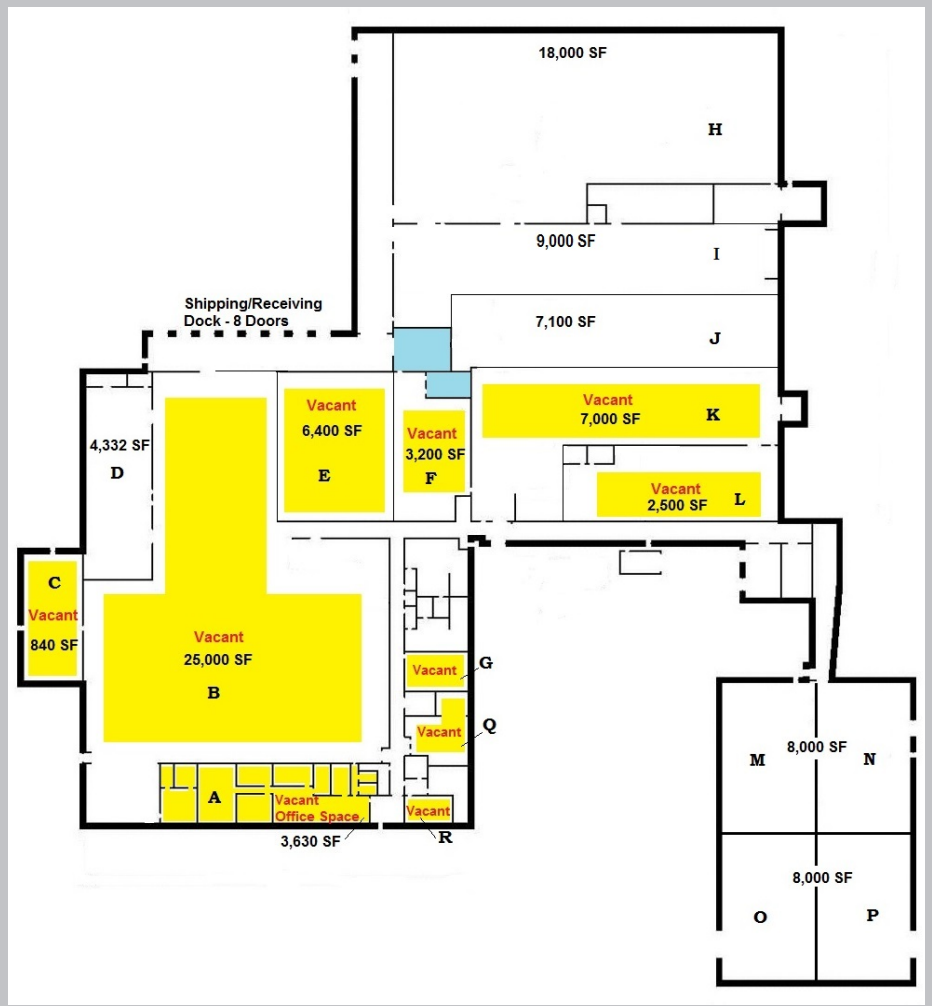 18,000 SF
H
9,000 SF
I
Shipping/Receiving
Dock - 8 Doors
7,100 SF
J
Vacant
7,000 SF
K
Vacant
6,400 SF
E
Vacant
3,200 SF
F
4,332 SF
D
Vacant
2,500 SF
L
C
Vacant
840 SF
Vacant
25,000 SF
B
Vacant
G
Vacant
Q
A
Vacant
Office Space
3,630 SF
Vacant
R
M
8,000 SF
N
8,000 SF
O
P